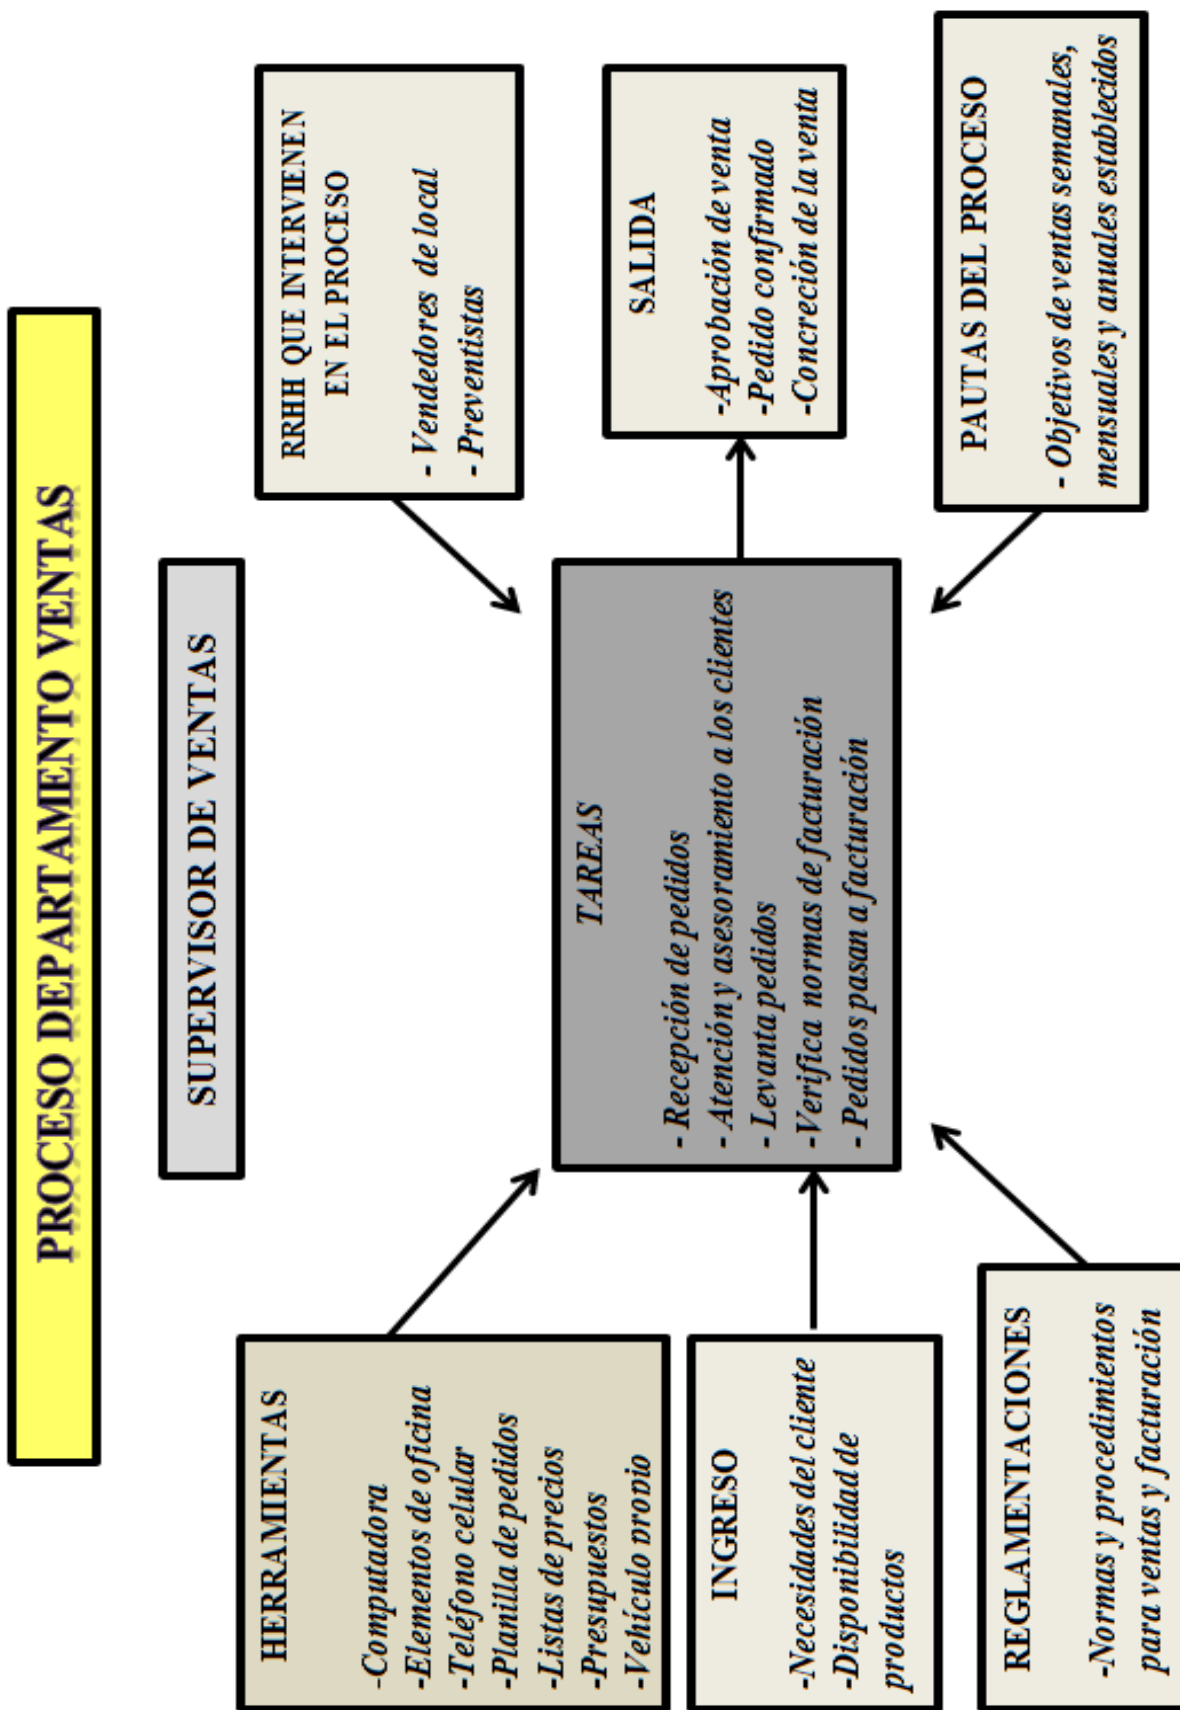 PROCESO DEPARTAMENTO VENTAS
SUPERVISOR DE VENTAS
HERRAMIENTAS
-Computadora
-Elementos de oficina
-Teléfono celular
-Planilla de pedidos
-Listas de precios
-Presupuestos
-Vehículo propio
INGRESO
-Necesidades del cliente
-Disponibilidad de
productos
REGLAMENTACIONES
-Normas y procedimientos
para ventas y facturación
TAREAS
- Recepción de pedidos
- Atención y asesoramiento a los clientes
- Levanta pedidos
-Verifica normas de facturación
- Pedidos pasan a facturación
RRHH QUE INTERVIENEN
EN EL PROCESO
- Vendedores de local
- Preventistas
SALIDA
-Aprobación de venta
-Pedido confirmado
-Concreción de la venta
PAUTAS DEL PROCESO
- Objetivos de ventas semanales,
mensuales y anuales establecidos